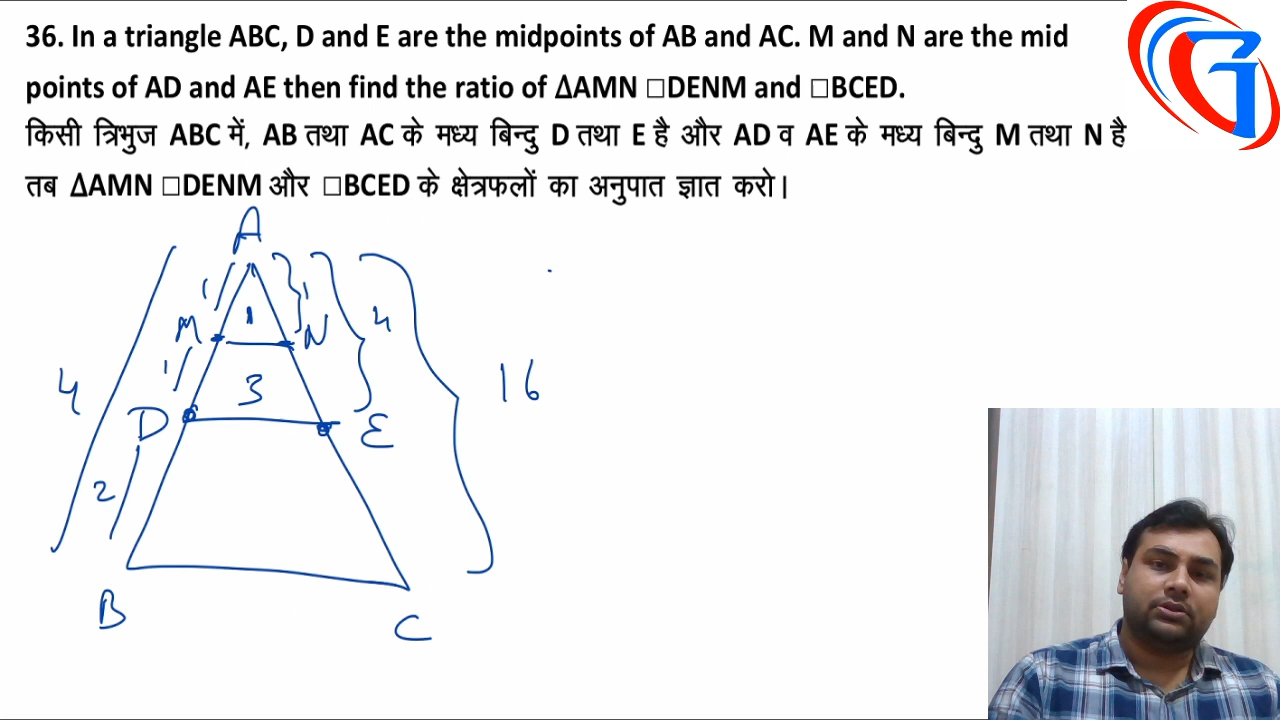 36. In a triangle ABC, D and E are the midpoints of AB and AC. M and N are the mid
points of AD and AE then find the ratio of ΔAMN □DENM and □BCED.
किसी त्रिभुज ABC में, AB तथा AC के मध्य बिन्दु D तथा E है और AD व AE के मध्य बिन्दु M तथा N है
तब ΔAMN □DENM और □BCED के क्षेत्रफलों का अनुपात ज्ञात करो।
A
1 1
M 1 N 4
1
4 3 16
D E
2
B C